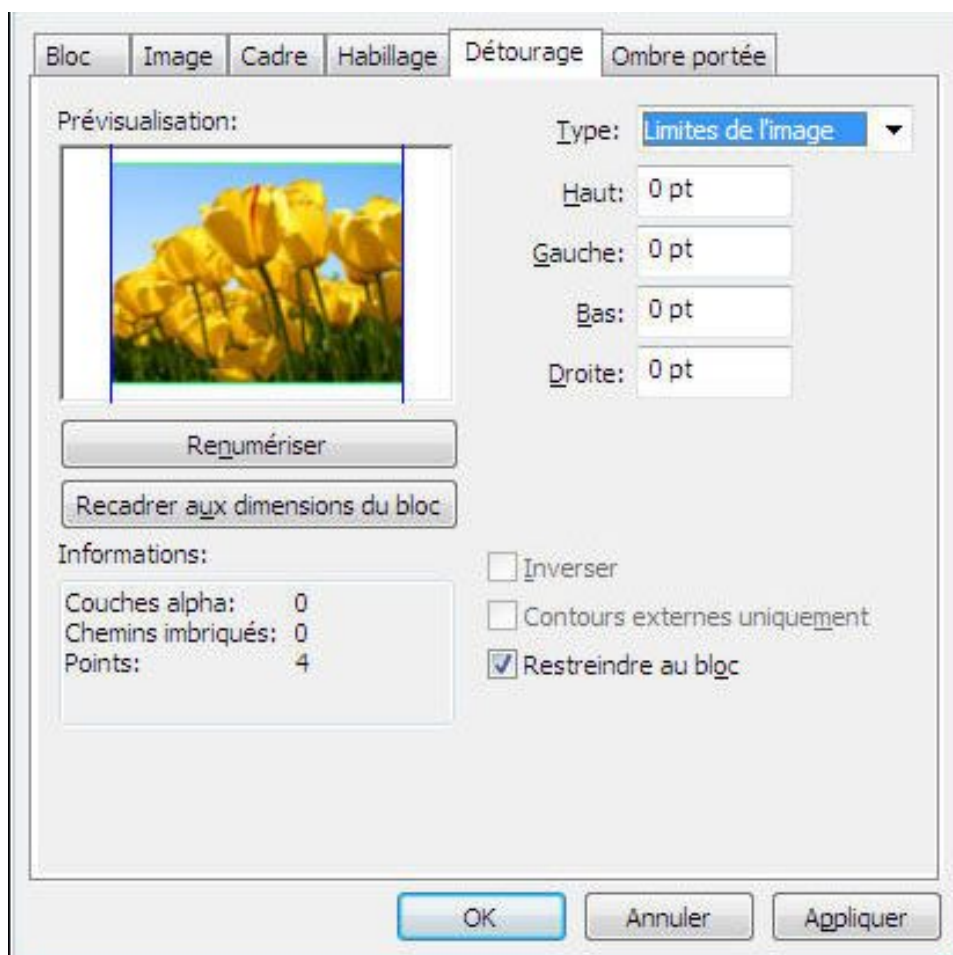 Bloc Image Cadre Habillage Détourage Ombre portée
Prévisualisation:
Type: Limites de l'image
Haut: 0 pt
Gauche: 0 pt
Bas: 0 pt
Droite: 0 pt
Renumériser
Recadrer aux dimensions du bloc
Informations:
Couches alpha: 0
Chemins imbriqués: 0
Points: 4
Inverser
Contours externes uniquement
Restreindre au bloc
OK Annuler Appliquer